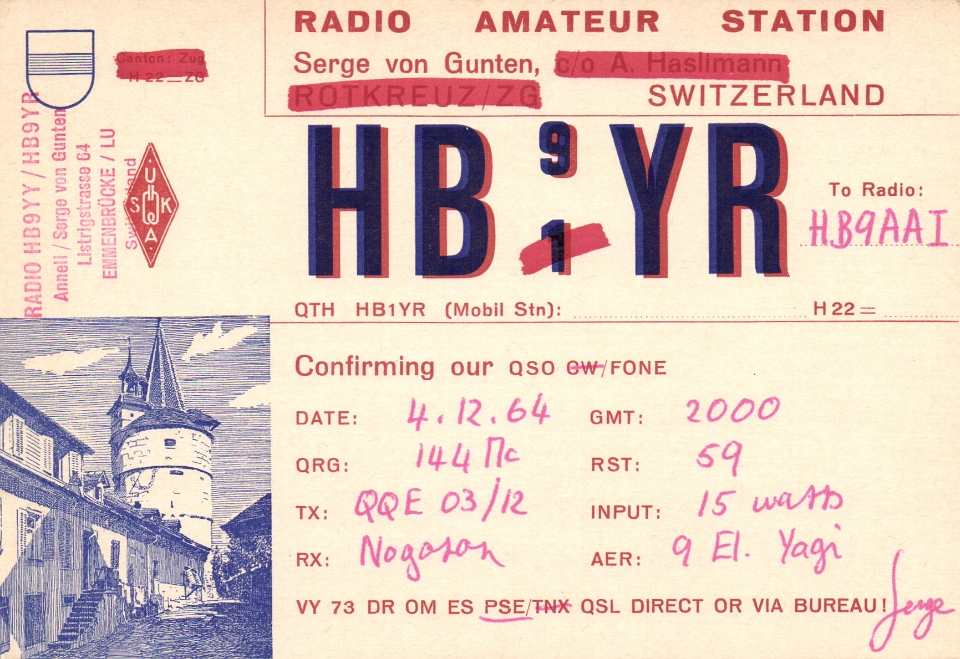 RADIO AMATEUR STATION
Serge von Gunten, c/o A. Haslimann
ROTKREUZ/ZG SWITZERLAND
Canton: Zug
H 22 — ZG
RADIO HB9YY / HB9YR
Anneli / Serge von Gunten
Listrigstrasse 64
EMMENBRÜCKE / LU
Switzerland
USKA
HB 9 YR
1
To Radio:
HB9AAI
QTH HB1YR (Mobil Stn): H 22 =
Confirming our QSO CW/FONE
DATE: 4.12.64 GMT: 2000
QRG: 144 Mc RST: 59
TX: QQE 03/12 INPUT: 15 watts
RX: Nogoton AER: 9 El. Yagi
VY 73 DR OM ES PSE/TNX QSL DIRECT OR VIA BUREAU! Serge